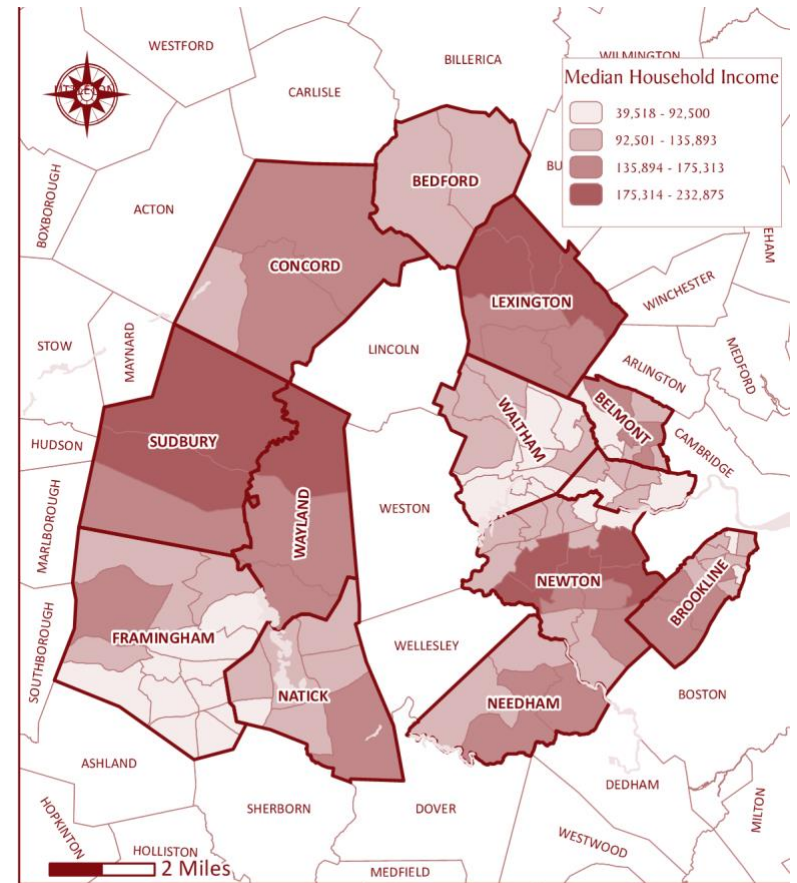 WESTFORD
BILLERICA
WILMINGTON
LITTLETON
CARLISLE
Median Household Income
39,518 - 92,500
92,501 - 135,893
135,894 - 175,313
175,314 - 232,875
BOXBOROUGH
ACTON
BEDFORD
BU
EHAM
CONCORD
LEXINGTON
WINCHESTER
STOW
MAYNARD
LINCOLN
MEDFORD
ARLINGTON
WALTHAM
BELMONT
HUDSON
SUDBURY
CAMBRIDGE
MARLBOROUGH
WAYLAND
WESTON
NEWTON
BROOKLINE
FRAMINGHAM
WELLESLEY
SOUTHBOROUGH
NATICK
NEEDHAM
BOSTON
ASHLAND
DEDHAM
SHERBORN
DOVER
MILTON
HOPKINTON
HOLLISTON
WESTWOOD
2 Miles
MEDFIELD